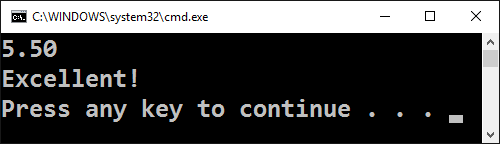 C:\WINDOWS\system32\cmd.exe
5.50
Excellent!
Press any key to continue . . .